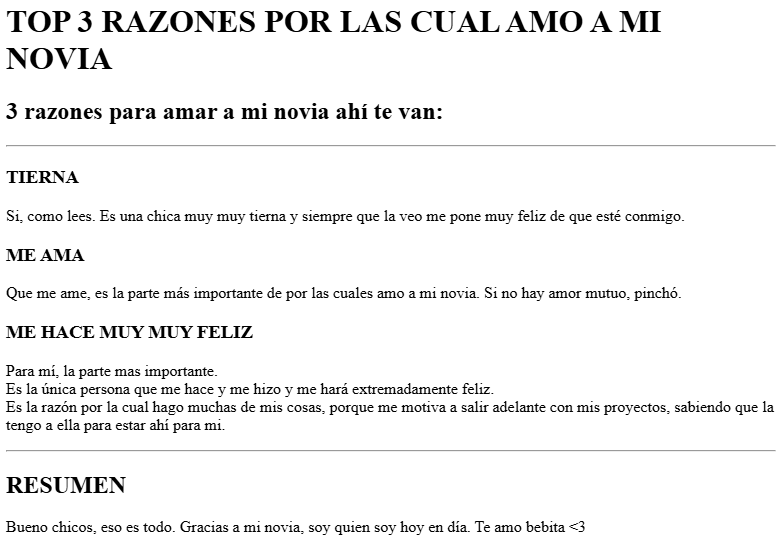 TOP 3 RAZONES POR LAS CUAL AMO A MI
NOVIA
3 razones para amar a mi novia ahí te van:
TIERNA
Si, como lees. Es una chica muy muy tierna y siempre que la veo me pone muy feliz de que esté conmigo.
ME AMA
Que me ame, es la parte más importante de por las cuales amo a mi novia. Si no hay amor mutuo, pinchó.
ME HACE MUY MUY FELIZ
Para mí, la parte mas importante.
Es la única persona que me hace y me hizo y me hará extremadamente feliz.
Es la razón por la cual hago muchas de mis cosas, porque me motiva a salir adelante con mis proyectos, sabiendo que la
tengo a ella para estar ahí para mi.
RESUMEN
Bueno chicos, eso es todo. Gracias a mi novia, soy quien soy hoy en día. Te amo bebita <3